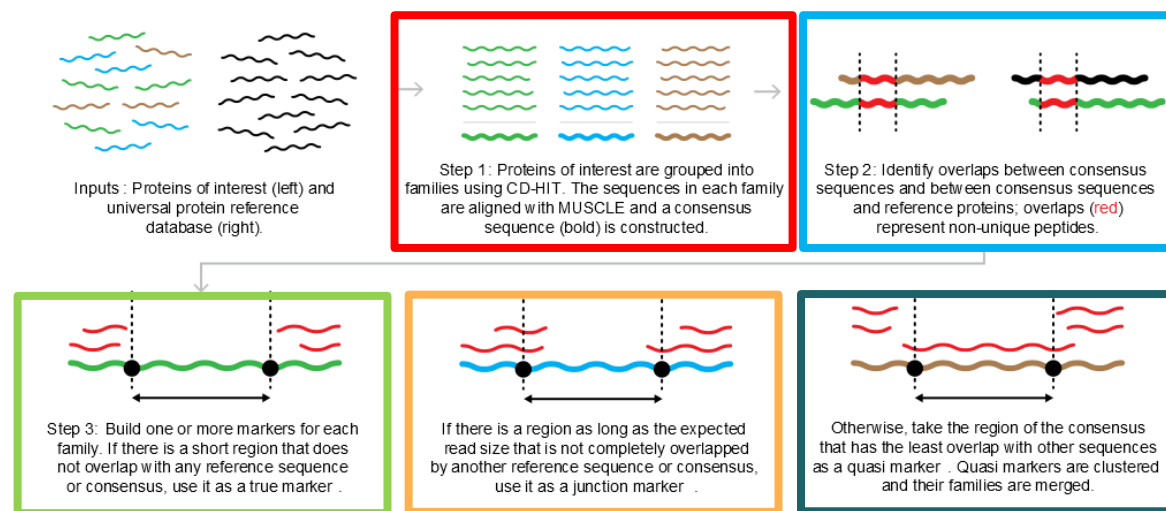 Inputs : Proteins of interest (left) and
universal protein reference
database (right).
Step 1: Proteins of interest are grouped into
families using CD-HIT. The sequences in each family
are aligned with MUSCLE and a consensus
sequence (bold) is constructed.
Step 2: Identify overlaps between consensus
sequences and between consensus sequences
and reference proteins; overlaps (red)
represent non-unique peptides.
Step 3: Build one or more markers for each
family. If there is a short region that does
not overlap with any reference sequence
or consensus, use it as a true marker .
If there is a region as long as the expected
read size that is not completely overlapped
by another reference sequence or consensus,
use it as a junction marker .
Otherwise, take the region of the consensus
that has the least overlap with other sequences
as a quasi marker . Quasi markers are clustered
and their families are merged.